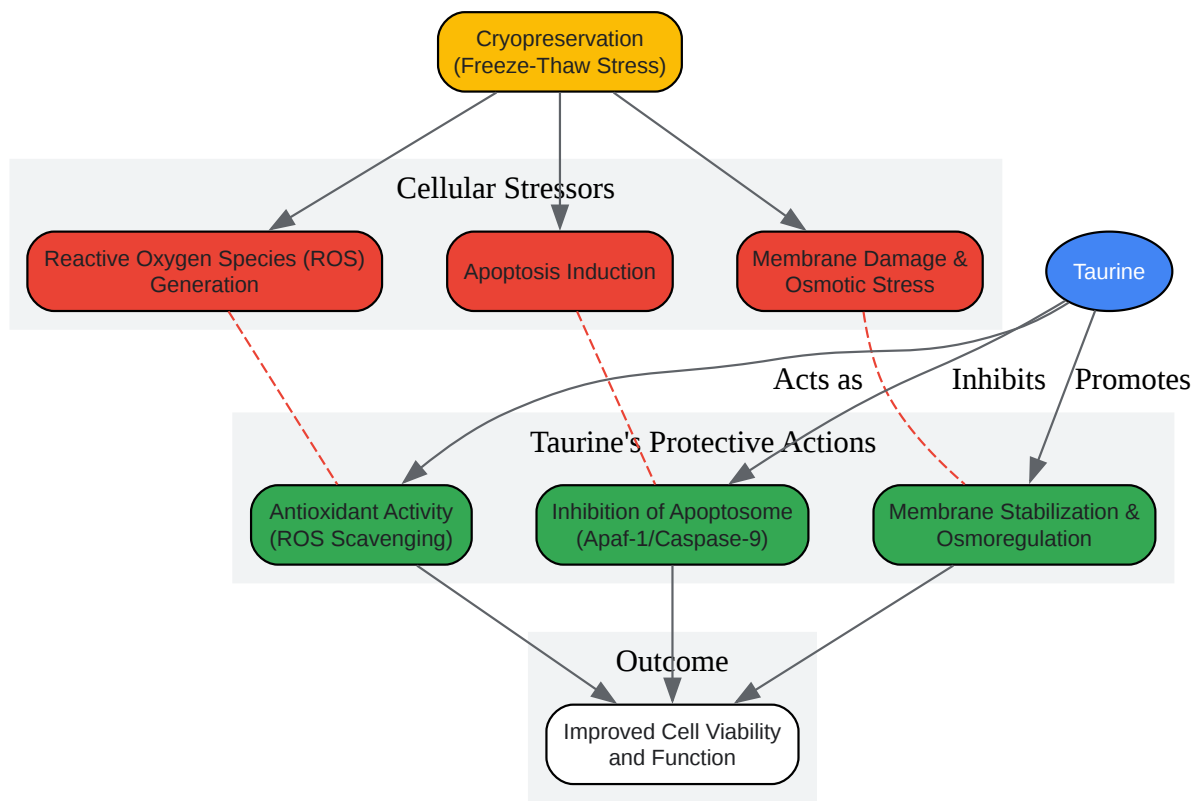 Cryopreservation
(Freeze-Thaw Stress)
Cellular Stressors
Reactive Oxygen Species (ROS)
Generation
Apoptosis Induction
Membrane Damage &
Osmotic Stress
Taurine
Acts as
Inhibits
Promotes
Taurine's Protective Actions
Antioxidant Activity
(ROS Scavenging)
Inhibition of Apoptosome
(Apaf-1/Caspase-9)
Membrane Stabilization &
Osmoregulation
Outcome
Improved Cell Viability
and Function